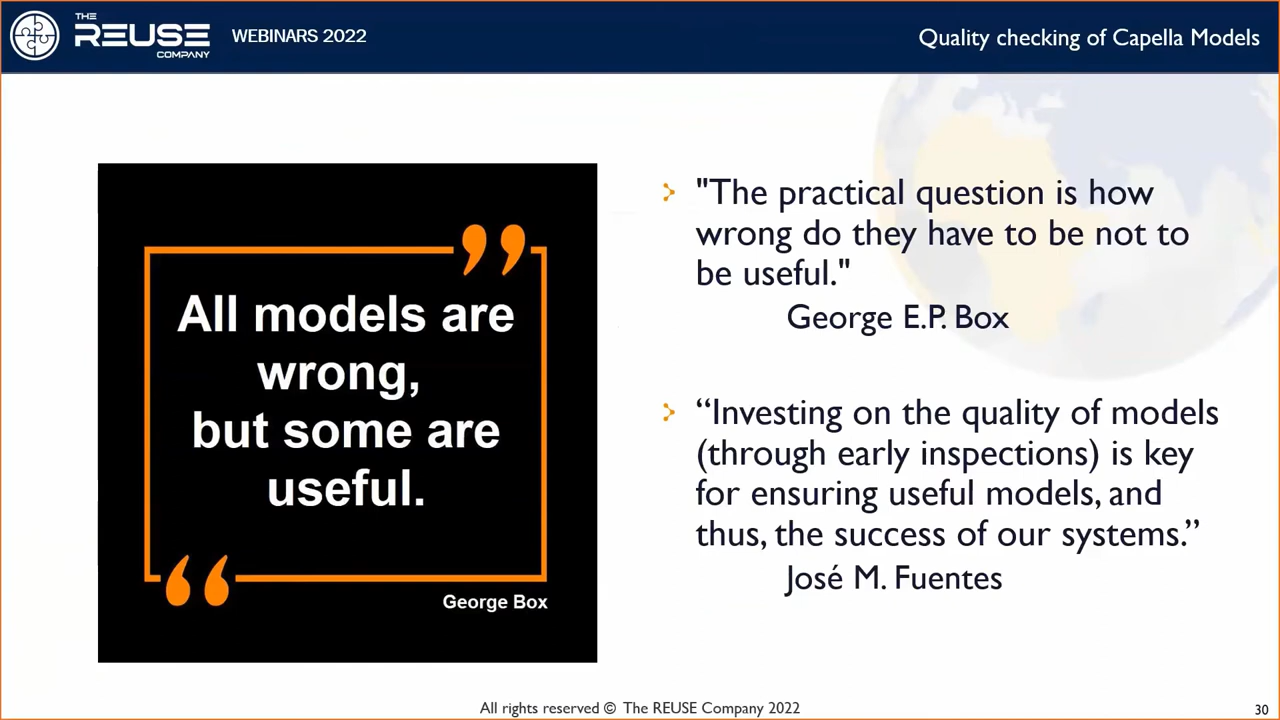 THE
REUSE
COMPANY
WEBINARS 2022
Quality checking of Capella Models
All models are
wrong,
but some are
useful.
George Box
"The practical question is how
wrong do they have to be not to
be useful."
George E.P. Box
“Investing on the quality of models
(through early inspections) is key
for ensuring useful models, and
thus, the success of our systems.”
José M. Fuentes
All rights reserved © The REUSE Company 2022
30